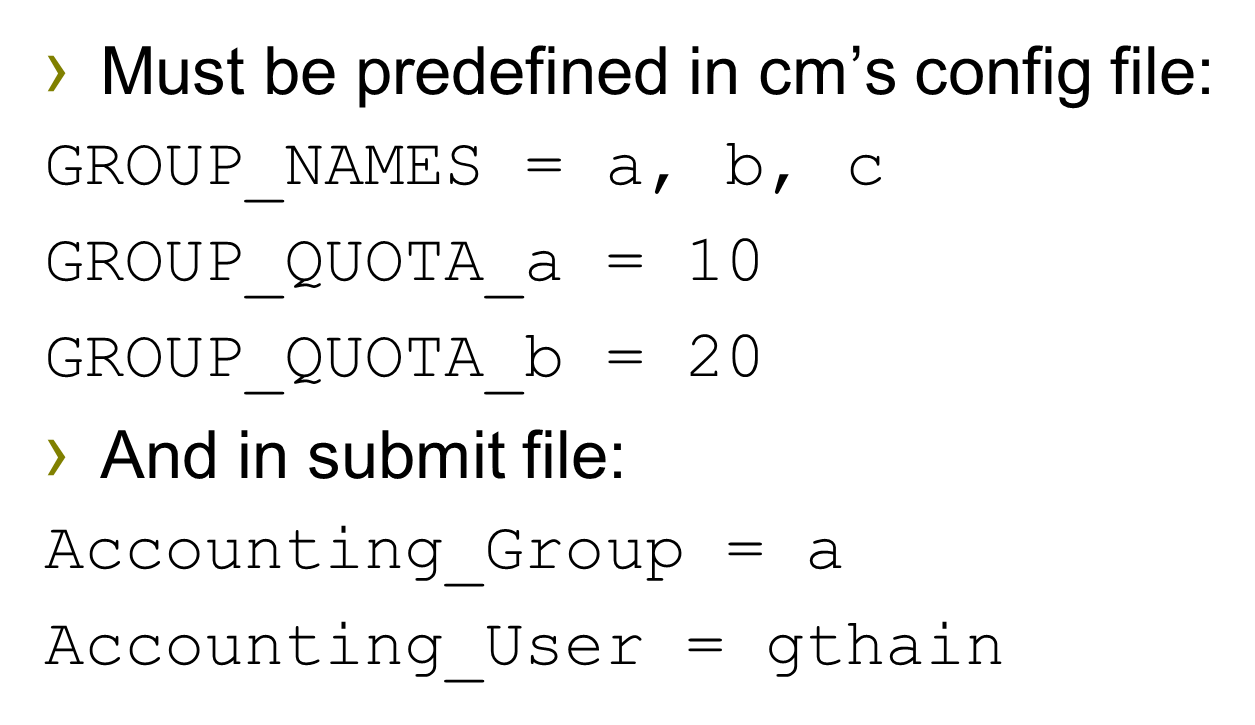 › Must be predefined in cm’s config file:
GROUP_NAMES = a, b, c
GROUP_QUOTA_a = 10
GROUP_QUOTA_b = 20
› And in submit file:
Accounting_Group = a
Accounting_User = gthain